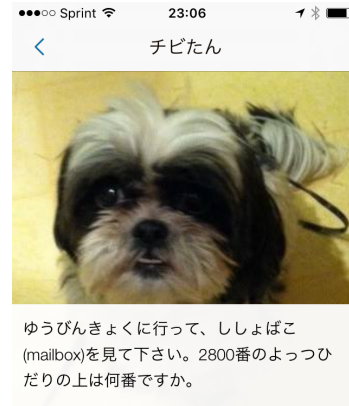 Sprint 23:06
チビたん
ゆうびんきょくに行って、ししょばこ
(mailbox)を見て下さい。2800番のよっつひ
だりの上は何番ですか。